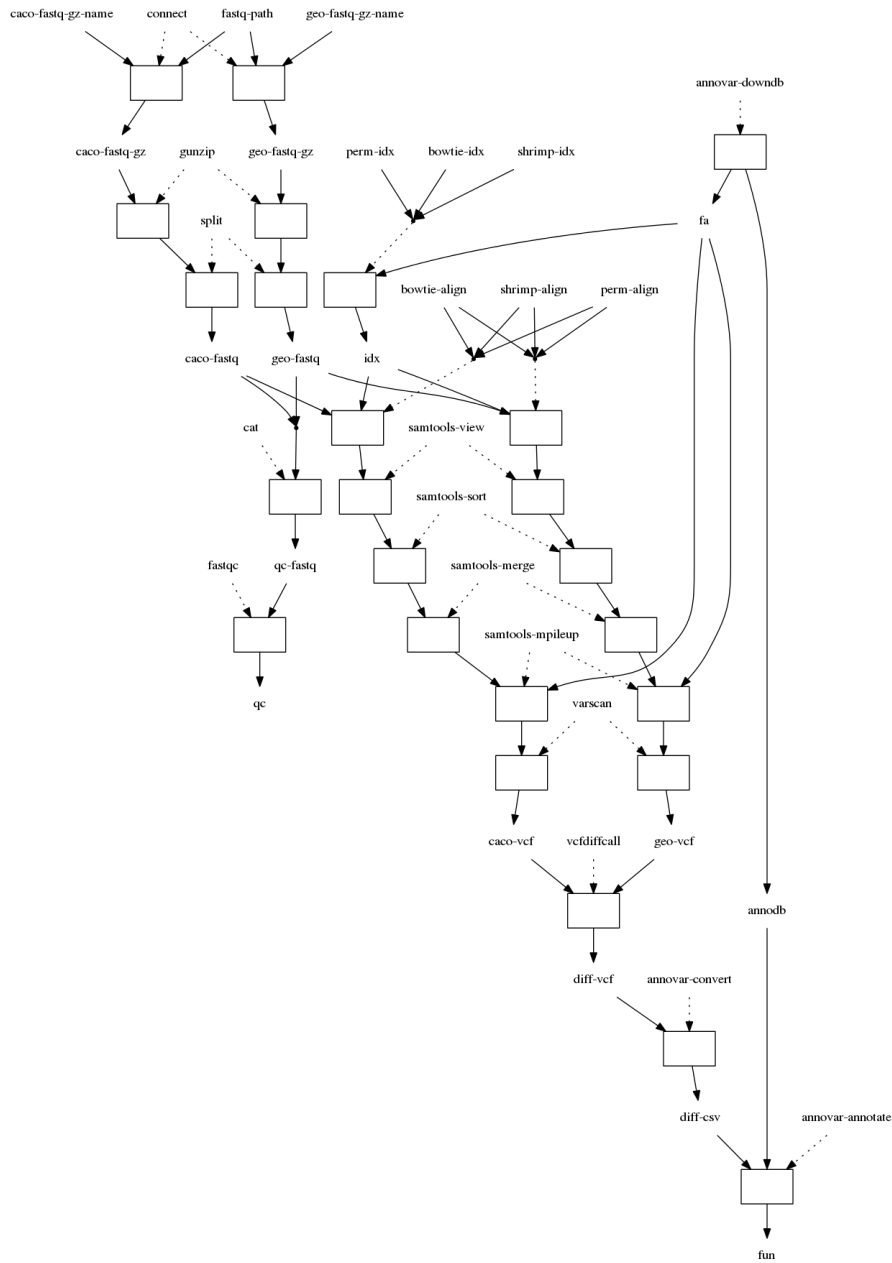 caco-fastq-gz-name connect fastq-path geo-fastq-gz-name
annovar-downdb
caco-fastq-gz gunzip geo-fastq-gz perm-idx bowtie-idx shrimp-idx
split fa
bowtie-align shrimp-align perm-align
caco-fastq geo-fastq idx
cat samtools-view
samtools-sort
fastqc qc-fastq samtools-merge
samtools-mpileup
qc varscan
caco-vcf vcfdiffcall geo-vcf
annodb
diff-vcf annovar-convert
diff-csv annovar-annotate
fun